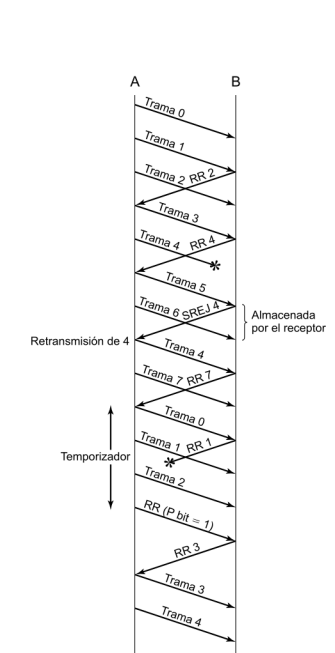 A
B
Trama 0
Trama 1
Trama 2
RR 2
Trama 3
Trama 4
RR 4
*
Trama 5
Trama 6
SREJ 4
Almacenada
por el receptor
Retransmisión de 4
Trama 4
Trama 7
RR 7
Trama 0
Trama 1
RR 1
*
Temporizador
Trama 2
RR (P bit = 1)
RR 3
Trama 3
Trama 4